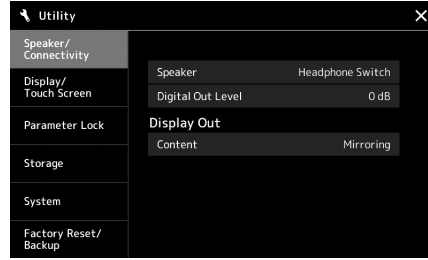 Utility
Speaker/
Connectivity
Display/
Touch Screen
Parameter Lock
Storage
System
Factory Reset/
Backup
Speaker Headphone Switch
Digital Out Level 0 dB
Display Out
Content Mirroring